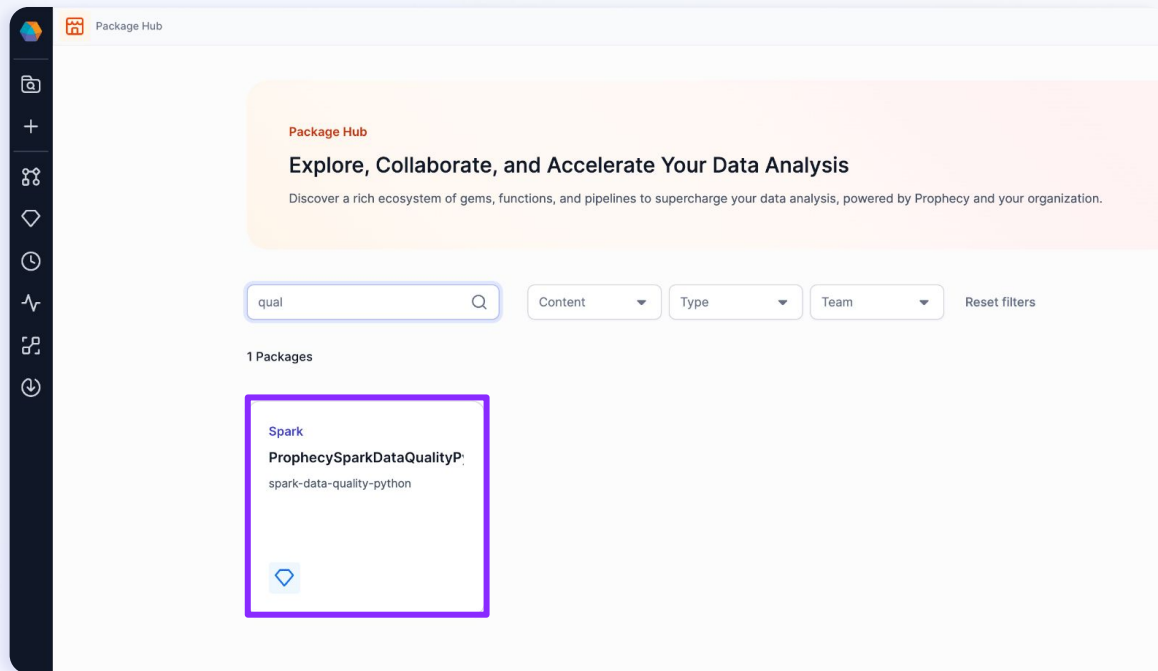 Package Hub
Package Hub
Explore, Collaborate, and Accelerate Your Data Analysis
Discover a rich ecosystem of gems, functions, and pipelines to supercharge your data analysis, powered by Prophecy and your organization.
qual Content Type Team Reset filters
1 Packages
Spark
ProphecySparkDataQualityPy
spark-data-quality-python